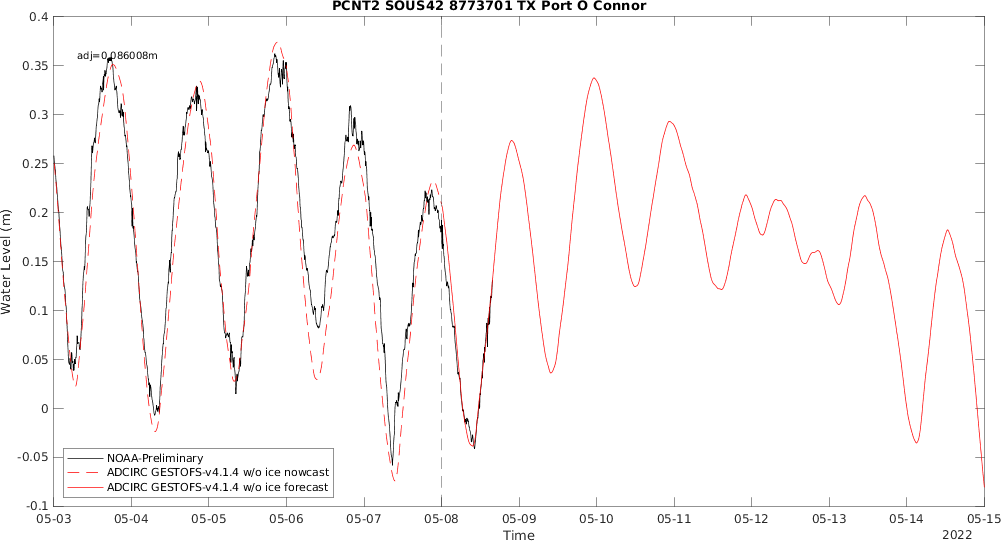 PCNT2 SOUS42 8773701 TX Port O Connor
adj=0.086008m
0.4
0.35
0.3
0.25
0.2
0.15
0.1
0.05
0
-0.05
-0.1
Water Level (m)
NOAA-Preliminary
ADCIRC GESTOFS-v4.1.4 w/o ice nowcast
ADCIRC GESTOFS-v4.1.4 w/o ice forecast
05-03 05-04 05-05 05-06 05-07 05-08 05-09 05-10 05-11 05-12 05-13 05-14 05-15
Time
2022